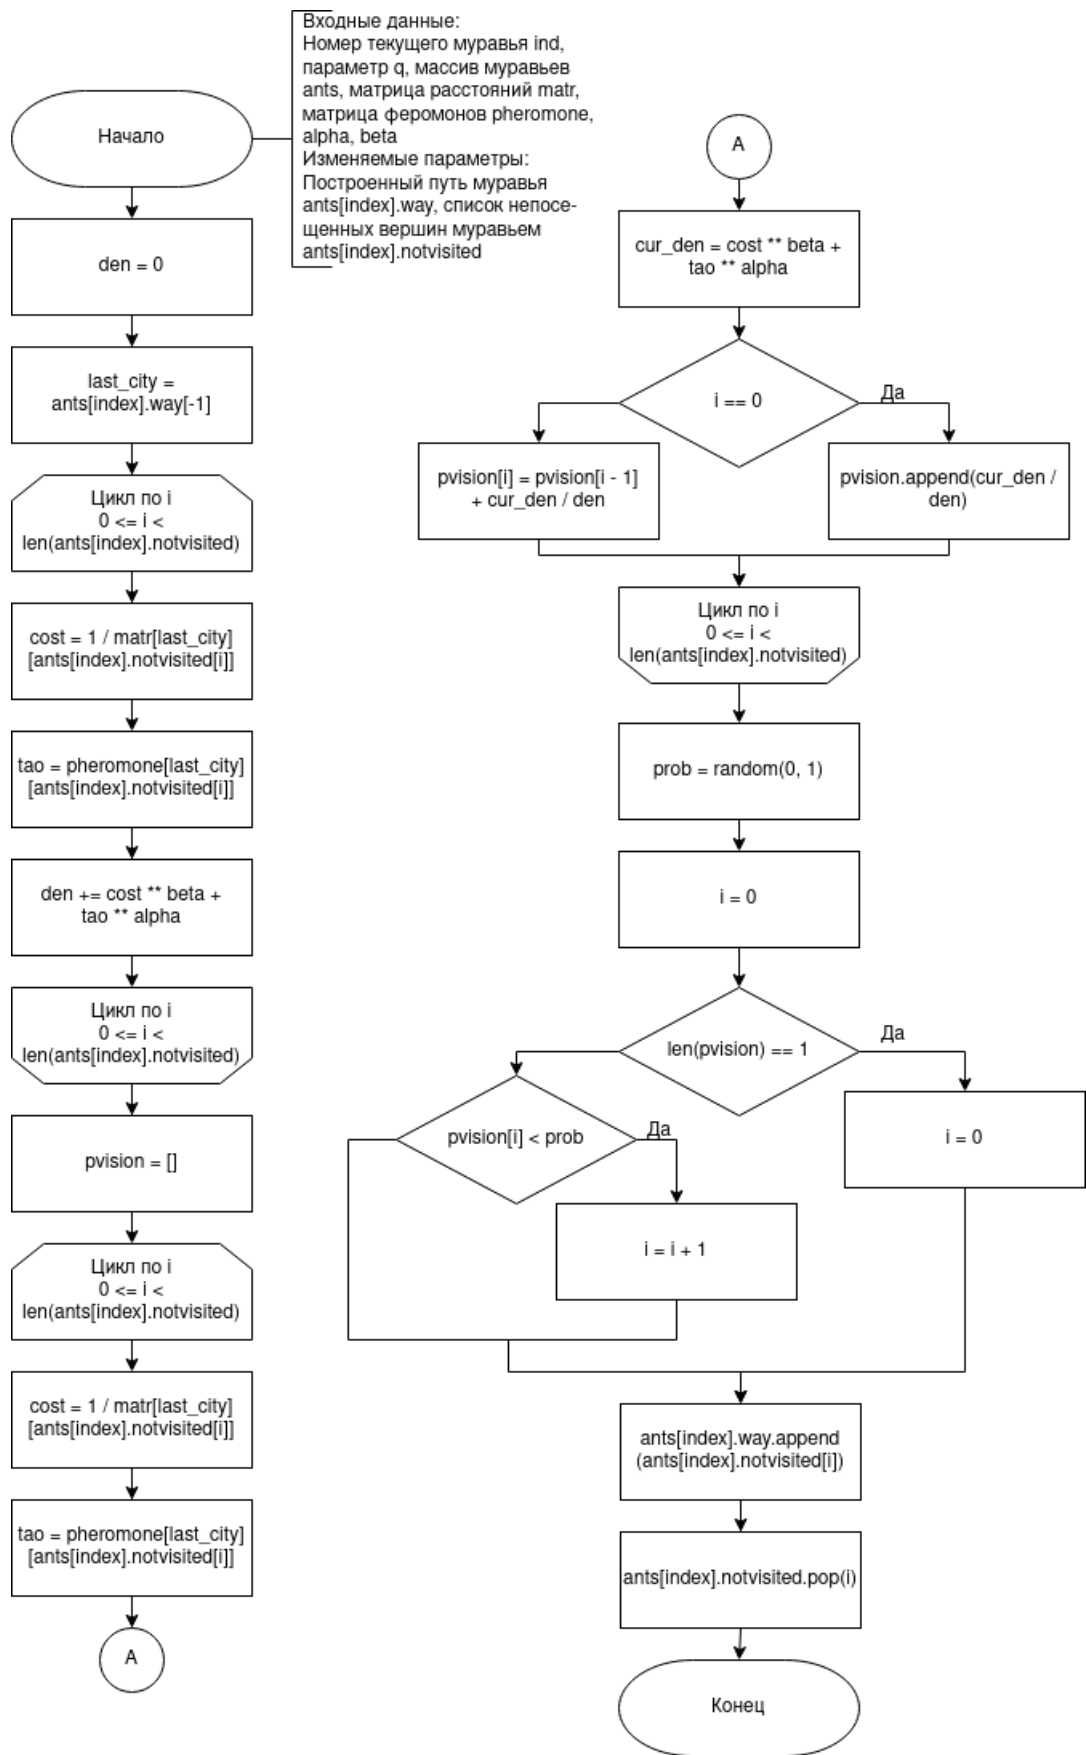 Входные данные:
Номер текущего муравья ind,
параметр q, массив муравьев
ants, матрица расстояний matr,
матрица феромонов pheromone,
alpha, beta
Изменяемые параметры:
Построенный путь муравья
ants[index].way, список непосе-
щенных вершин муравьем
ants[index].notvisited
Начало
den = 0
last_city =
ants[index].way[-1]
Цикл по i
0 <= i <
len(ants[index].notvisited)
cost = 1 / matr[last_city]
[ants[index].notvisited[i]]
tao = pheromone[last_city]
[ants[index].notvisited[i]]
den += cost ** beta +
tao ** alpha
Цикл по i
0 <= i <
len(ants[index].notvisited)
pvision = []
Цикл по i
0 <= i <
len(ants[index].notvisited)
cost = 1 / matr[last_city]
[ants[index].notvisited[i]]
tao = pheromone[last_city]
[ants[index].notvisited[i]]
A
A
cur_den = cost ** beta +
tao ** alpha
i == 0
Да
pvision[i] = pvision[i - 1]
+ cur_den / den
pvision.append(cur_den /
den)
Цикл по i
0 <= i <
len(ants[index].notvisited)
prob = random(0, 1)
i = 0
len(pvision) == 1
Да
pvision[i] < prob
Да
i = 0
i = i + 1
ants[index].way.append
(ants[index].notvisited[i])
ants[index].notvisited.pop(i)
Конец